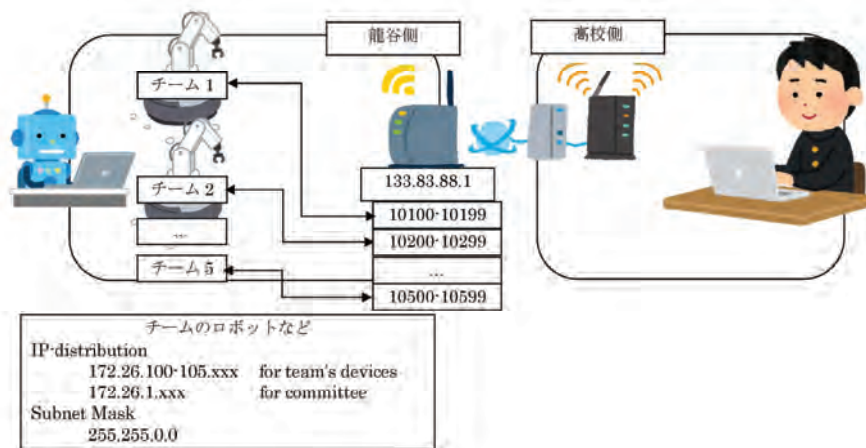 龍谷側
高校側
チーム 1
チーム 2
...
チーム 5
133.83.88.1
10100-10199
10200-10299
...
10500-10599
チームのロボットなど
IP-distribution
172.26.100-105.xxx for team's devices
172.26.1.xxx for committee
Subnet Mask
255.255.0.0